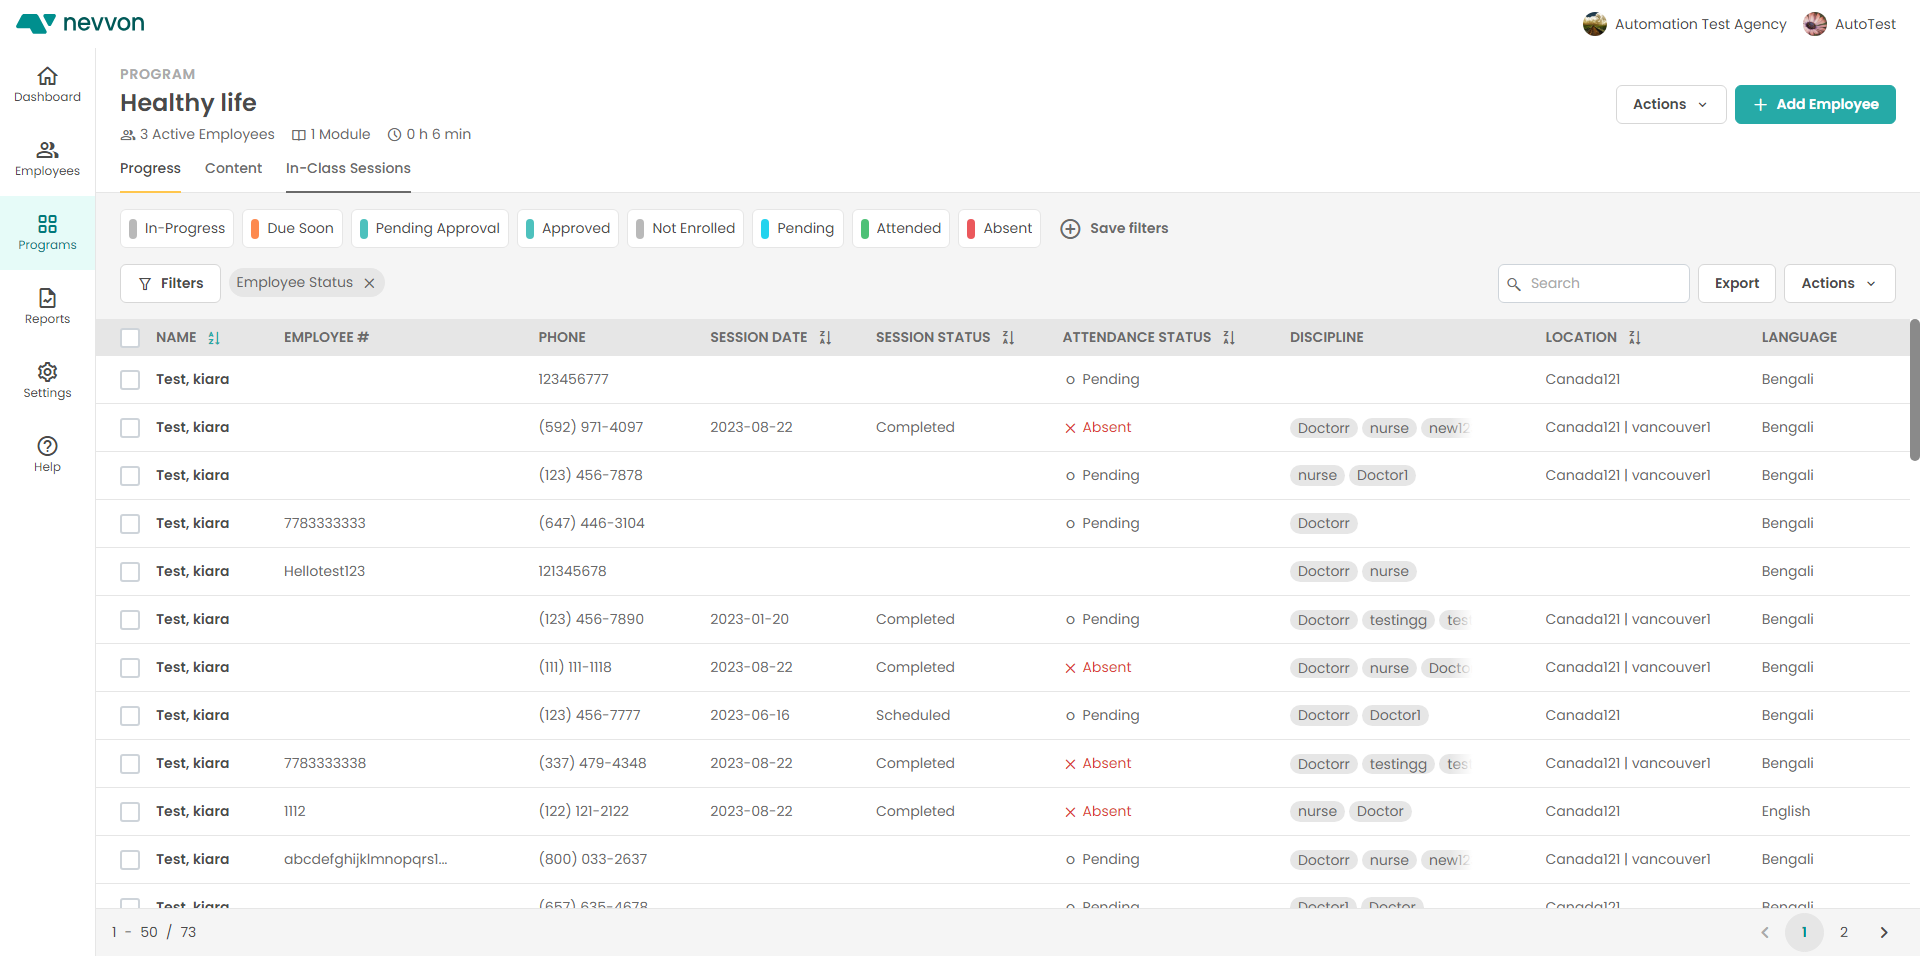 nevvon
Automation Test Agency AutoTest
Dashboard
Employees
Programs
Reports
Settings
Help
PROGRAM
Healthy life
3 Active Employees 1 Module 0 h 6 min
Actions Add Employee
Progress Content In-Class Sessions
In-Progress Due Soon Pending Approval Approved Not Enrolled Pending Attended Absent Save filters
Filters Employee Status Search Export Actions
NAME EMPLOYEE # PHONE SESSION DATE SESSION STATUS ATTENDANCE STATUS DISCIPLINE LOCATION LANGUAGE
Test, kiara 123456777 Pending Canada121 Bengali
Test, kiara (592) 971-4097 2023-08-22 Completed Absent Doctorr nurse new12 Canada121 | vancouver1 Bengali
Test, kiara (123) 456-7878 Pending nurse Doctor1 Canada121 | vancouver1 Bengali
Test, kiara 7783333333 (647) 446-3104 Pending Doctorr Bengali
Test, kiara Hellotest123 121345678 Doctorr nurse Bengali
Test, kiara (123) 456-7890 2023-01-20 Completed Pending Doctorr testingg tes Canada121 | vancouver1 Bengali
Test, kiara (111) 111-1118 2023-08-22 Completed Absent Doctorr nurse Docto Canada121 | vancouver1 Bengali
Test, kiara (123) 456-7777 2023-06-16 Scheduled Pending Doctorr Doctor1 Canada121 Bengali
Test, kiara 7783333338 (337) 479-4348 2023-08-22 Completed Absent Doctorr testingg tes Canada121 | vancouver1 Bengali
Test, kiara 1112 (122) 121-2122 2023-08-22 Completed Absent nurse Doctor Canada121 English
Test, kiara abcdefghijklmnopqrs1... (800) 033-2637 Pending Doctorr nurse new12 Canada121 | vancouver1 Bengali
Test, kiara (657) 635-4678 Pending Doctor1 Doctor Canada121 Bengali
1 - 50 / 73 1 2